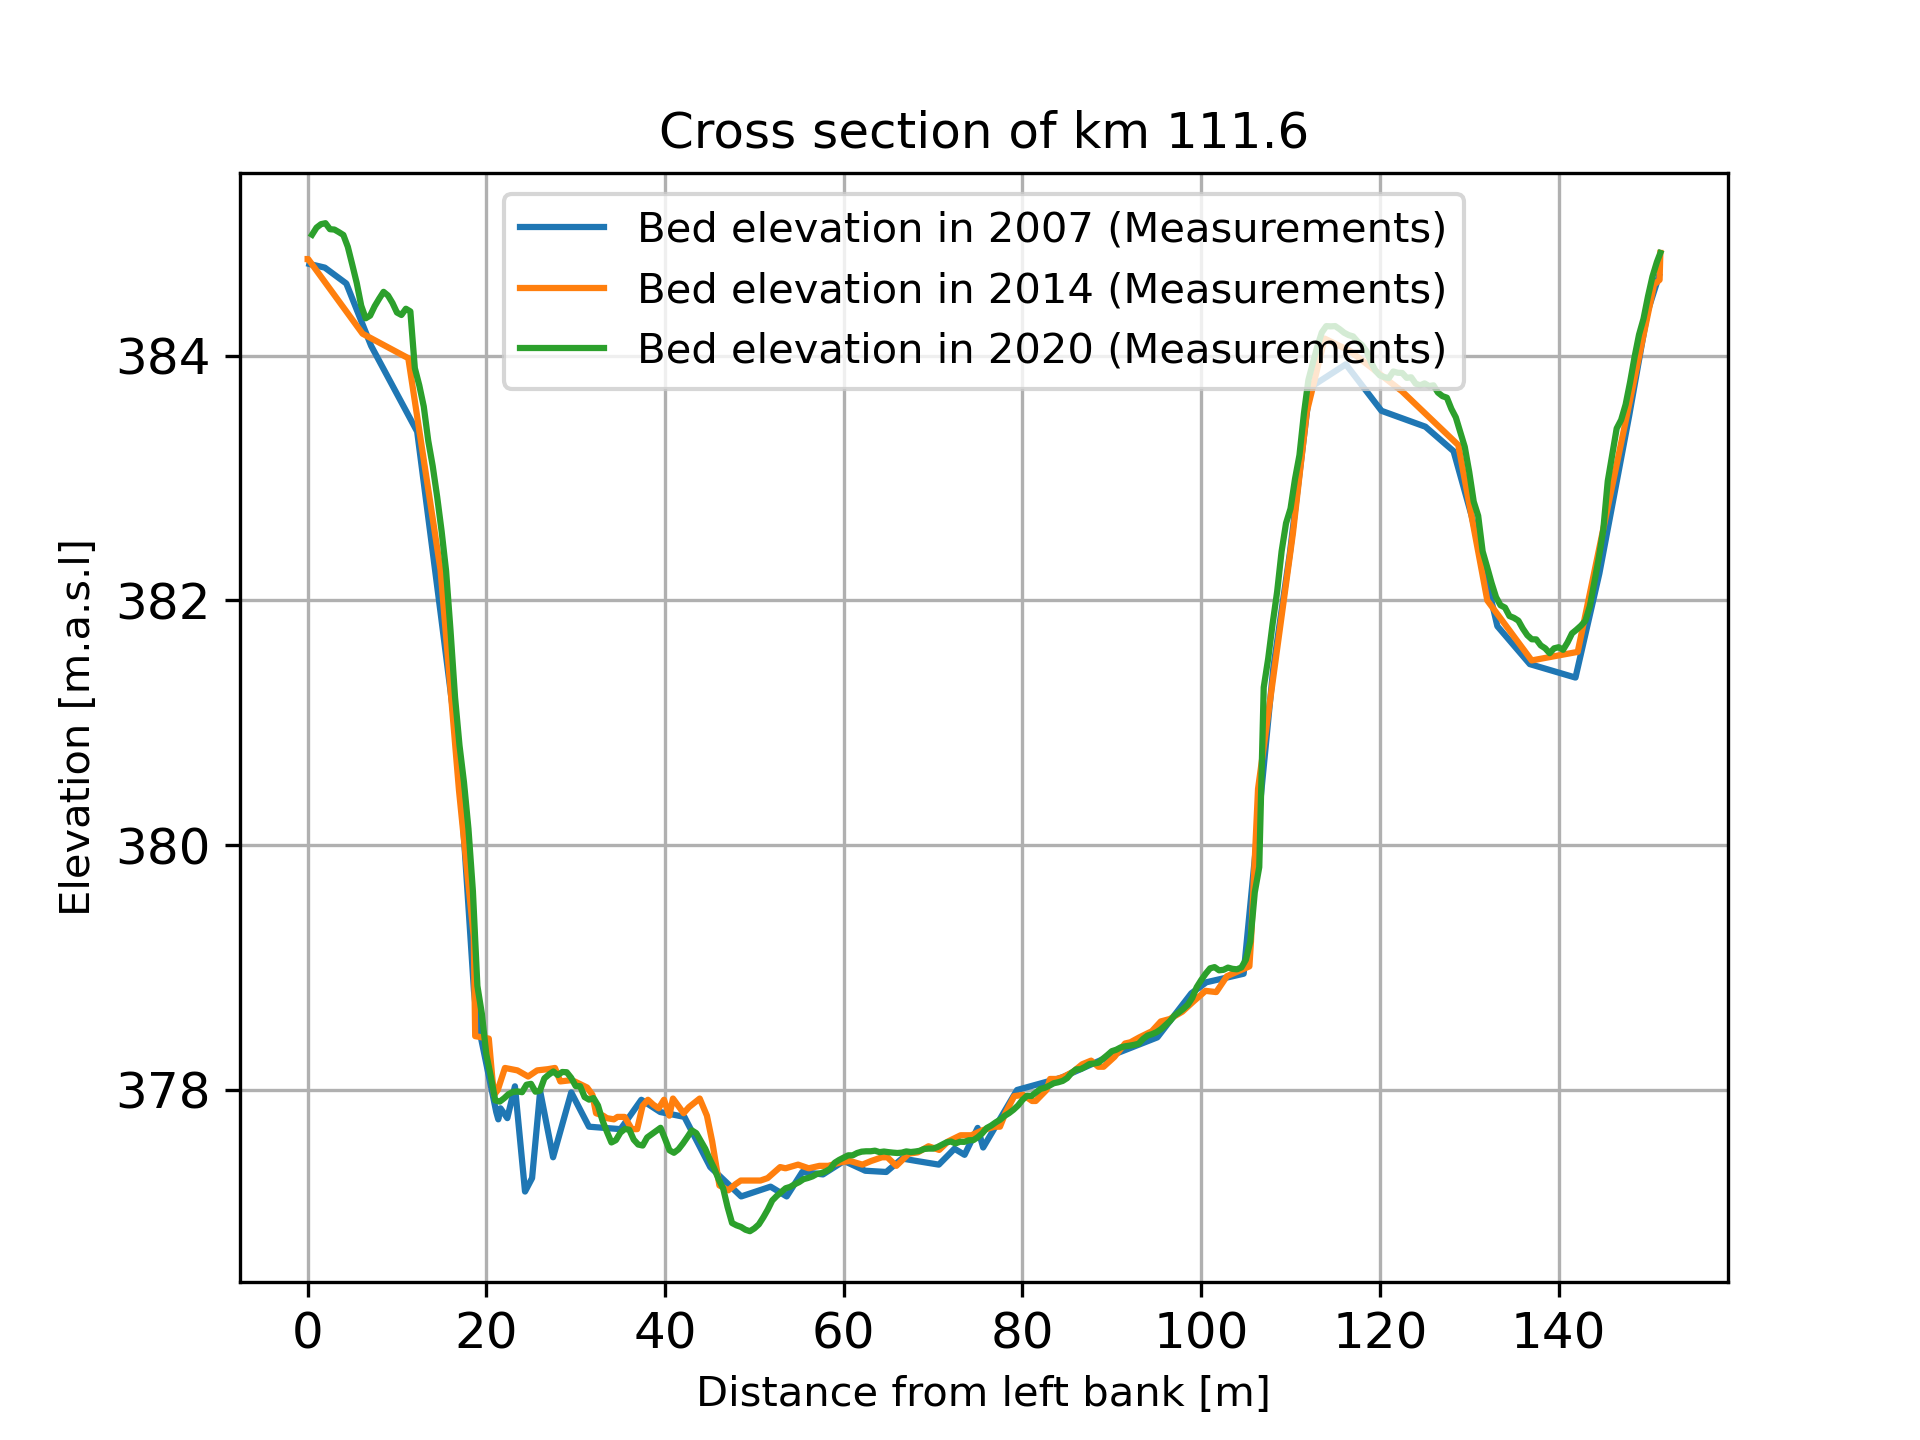 Cross section of km 111.6
Bed elevation in 2007 (Measurements)
Bed elevation in 2014 (Measurements)
Bed elevation in 2020 (Measurements)
384
382
380
378
Elevation [m.a.s.l]
0 20 40 60 80 100 120 140
Distance from left bank [m]